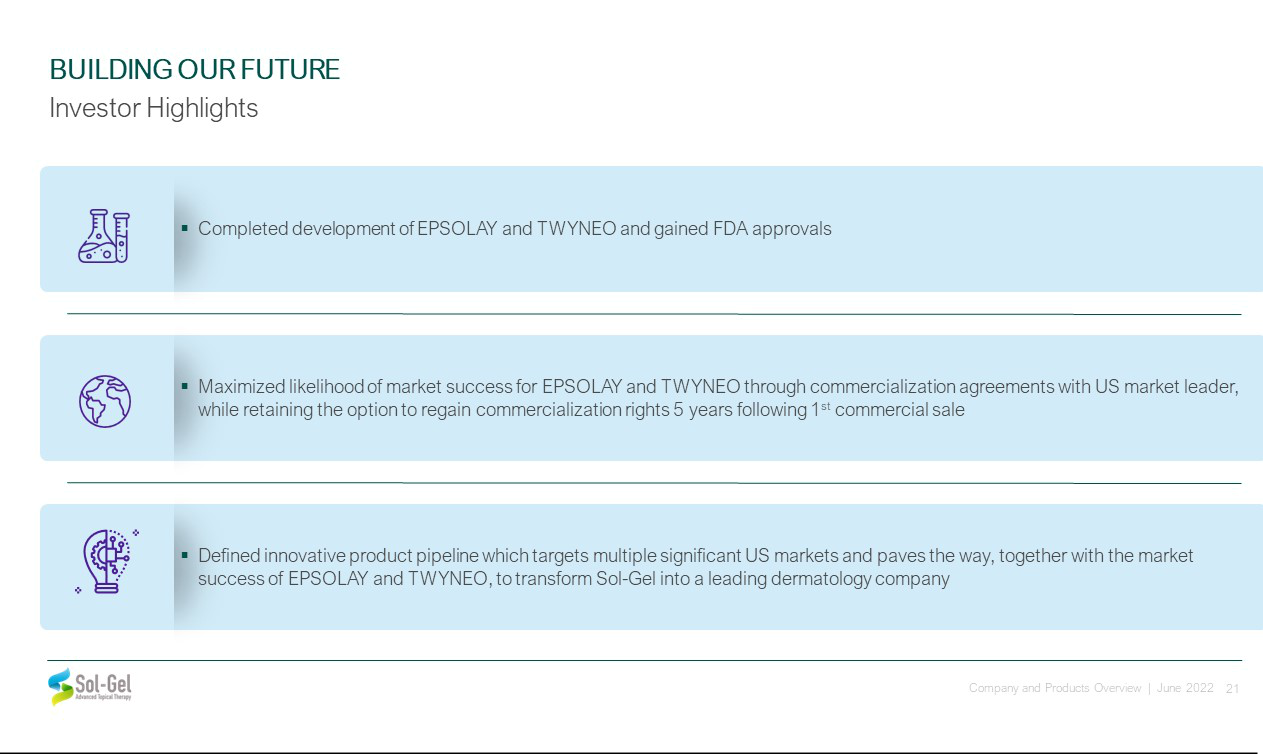 BUILDING OUR FUTURE
Investor Highlights
▪ Completed development of EPSOLAY and TWYNEO and gained FDA approvals
▪ Maximized likelihood of market success for EPSOLAY and TWYNEO through commercialization agreements with US market leader,
while retaining the option to regain commercialization rights 5 years following 1st commercial sale
▪ Defined innovative product pipeline which targets multiple significant US markets and paves the way, together with the market
success of EPSOLAY and TWYNEO, to transform Sol-Gel into a leading dermatology company
Sol-Gel
Advanced Topical Therapy
Company and Products Overview | June 2022 21